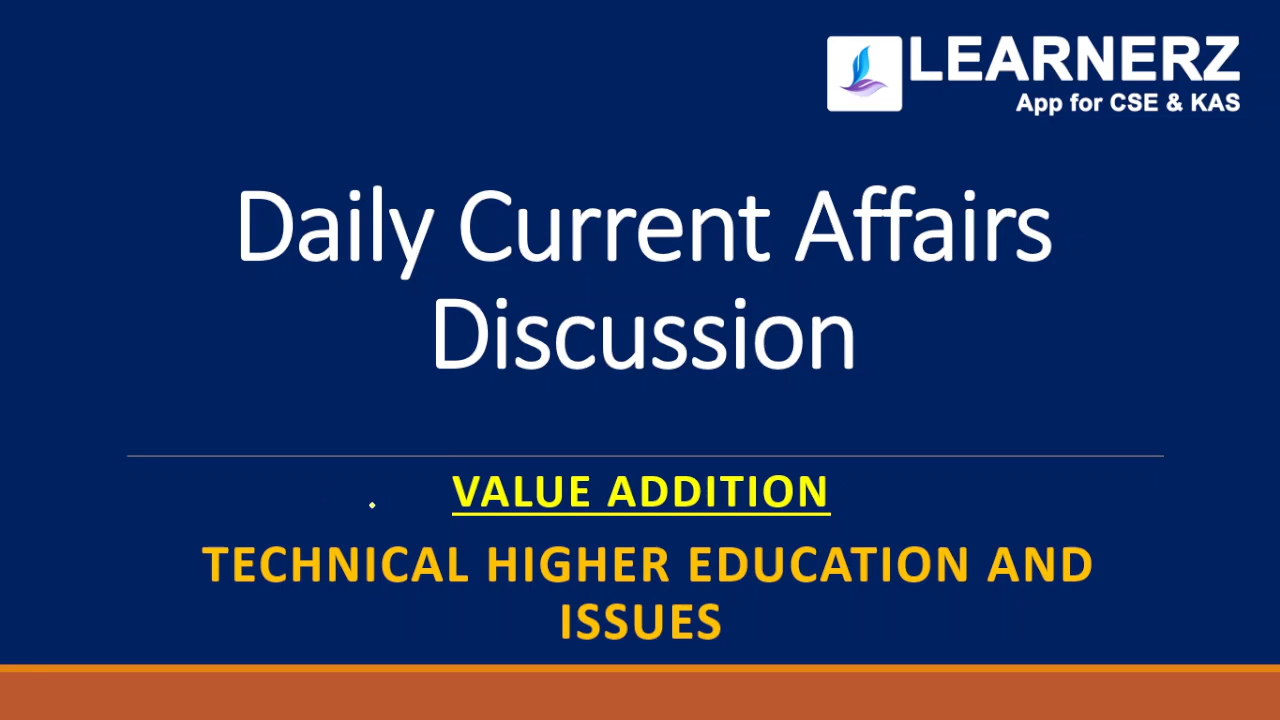 LEARNERZ
App for CSE & KAS
Daily Current Affairs
Discussion
VALUE ADDITION
TECHNICAL HIGHER EDUCATION AND
ISSUES